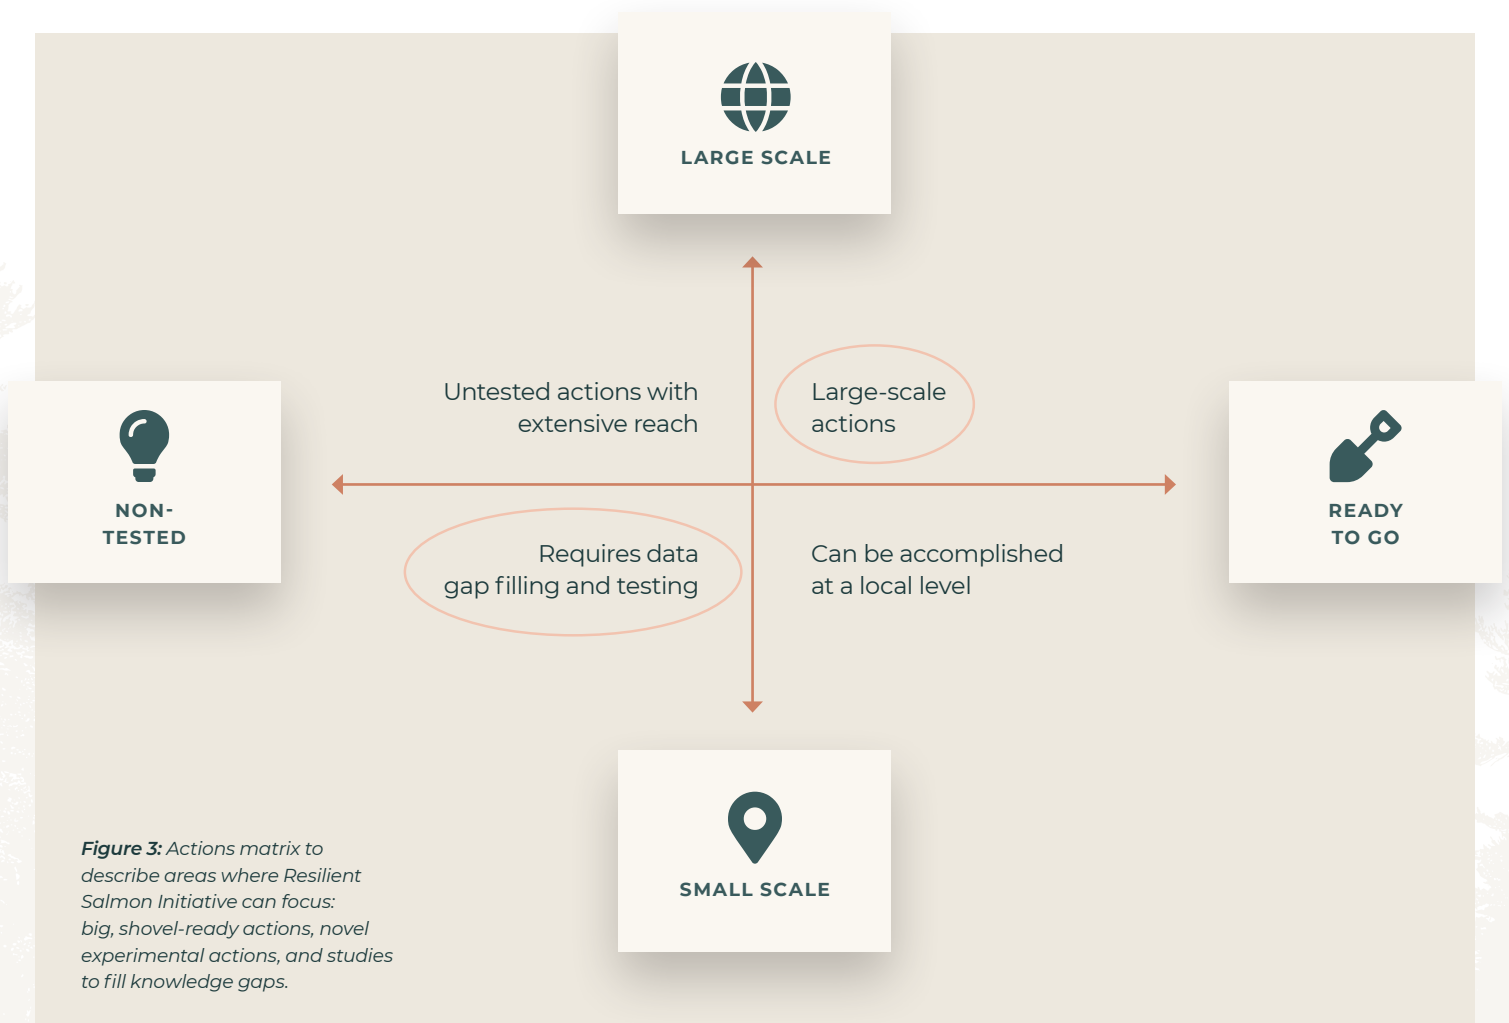 LARGE SCALE
Untested actions with
extensive reach
Large-scale
actions
NON-
TESTED
READY
TO GO
Requires data
gap filling and testing
Can be accomplished
at a local level
SMALL SCALE
Figure 3: Actions matrix to
describe areas where Resilient
Salmon Initiative can focus:
big, shovel-ready actions, novel
experimental actions, and studies
to fill knowledge gaps.